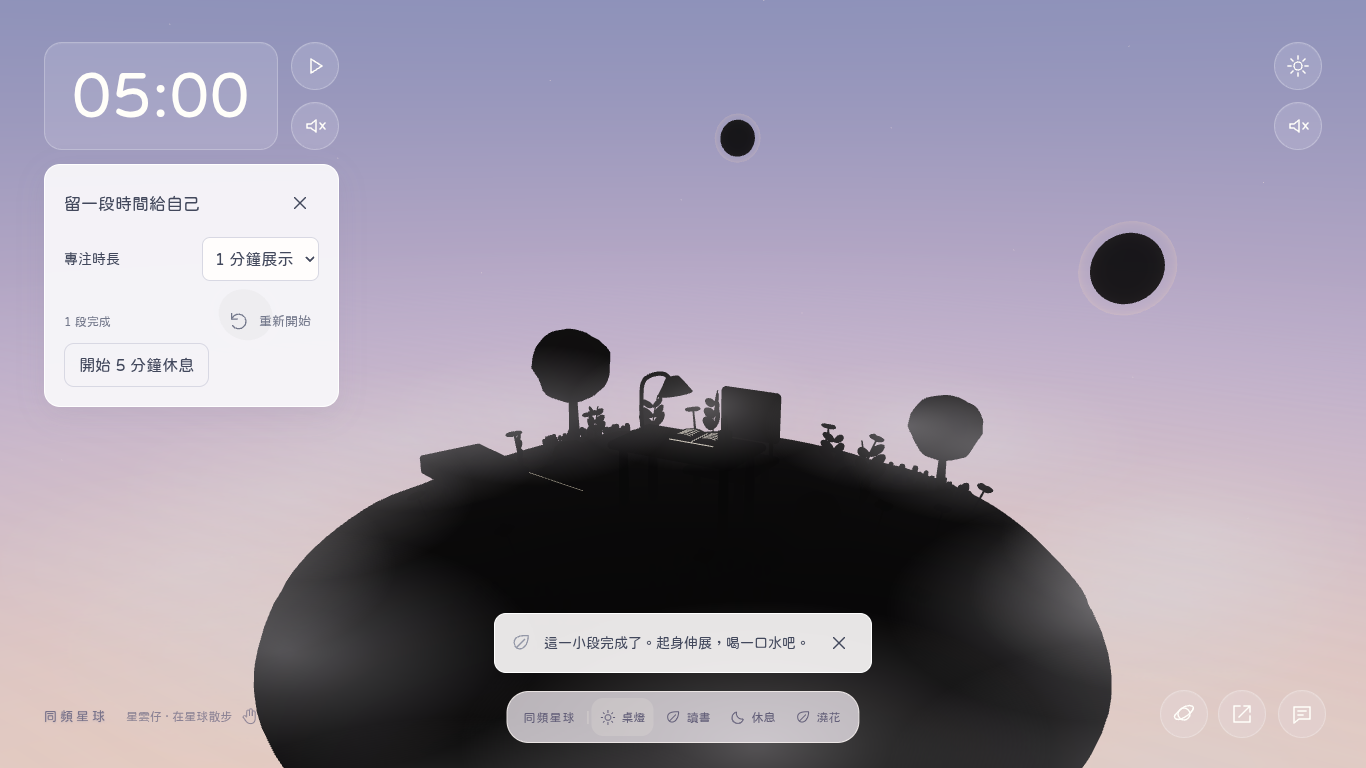 05:00
留一段時間給自己
專注時長
1 分鐘展示
1 段完成
重新開始
開始 5 分鐘休息
這一小段完成了。起身伸展，喝一口水吧。
同頻星球
星雲仔·在星球散步
同頻星球
桌燈
讀書
休息
澆花